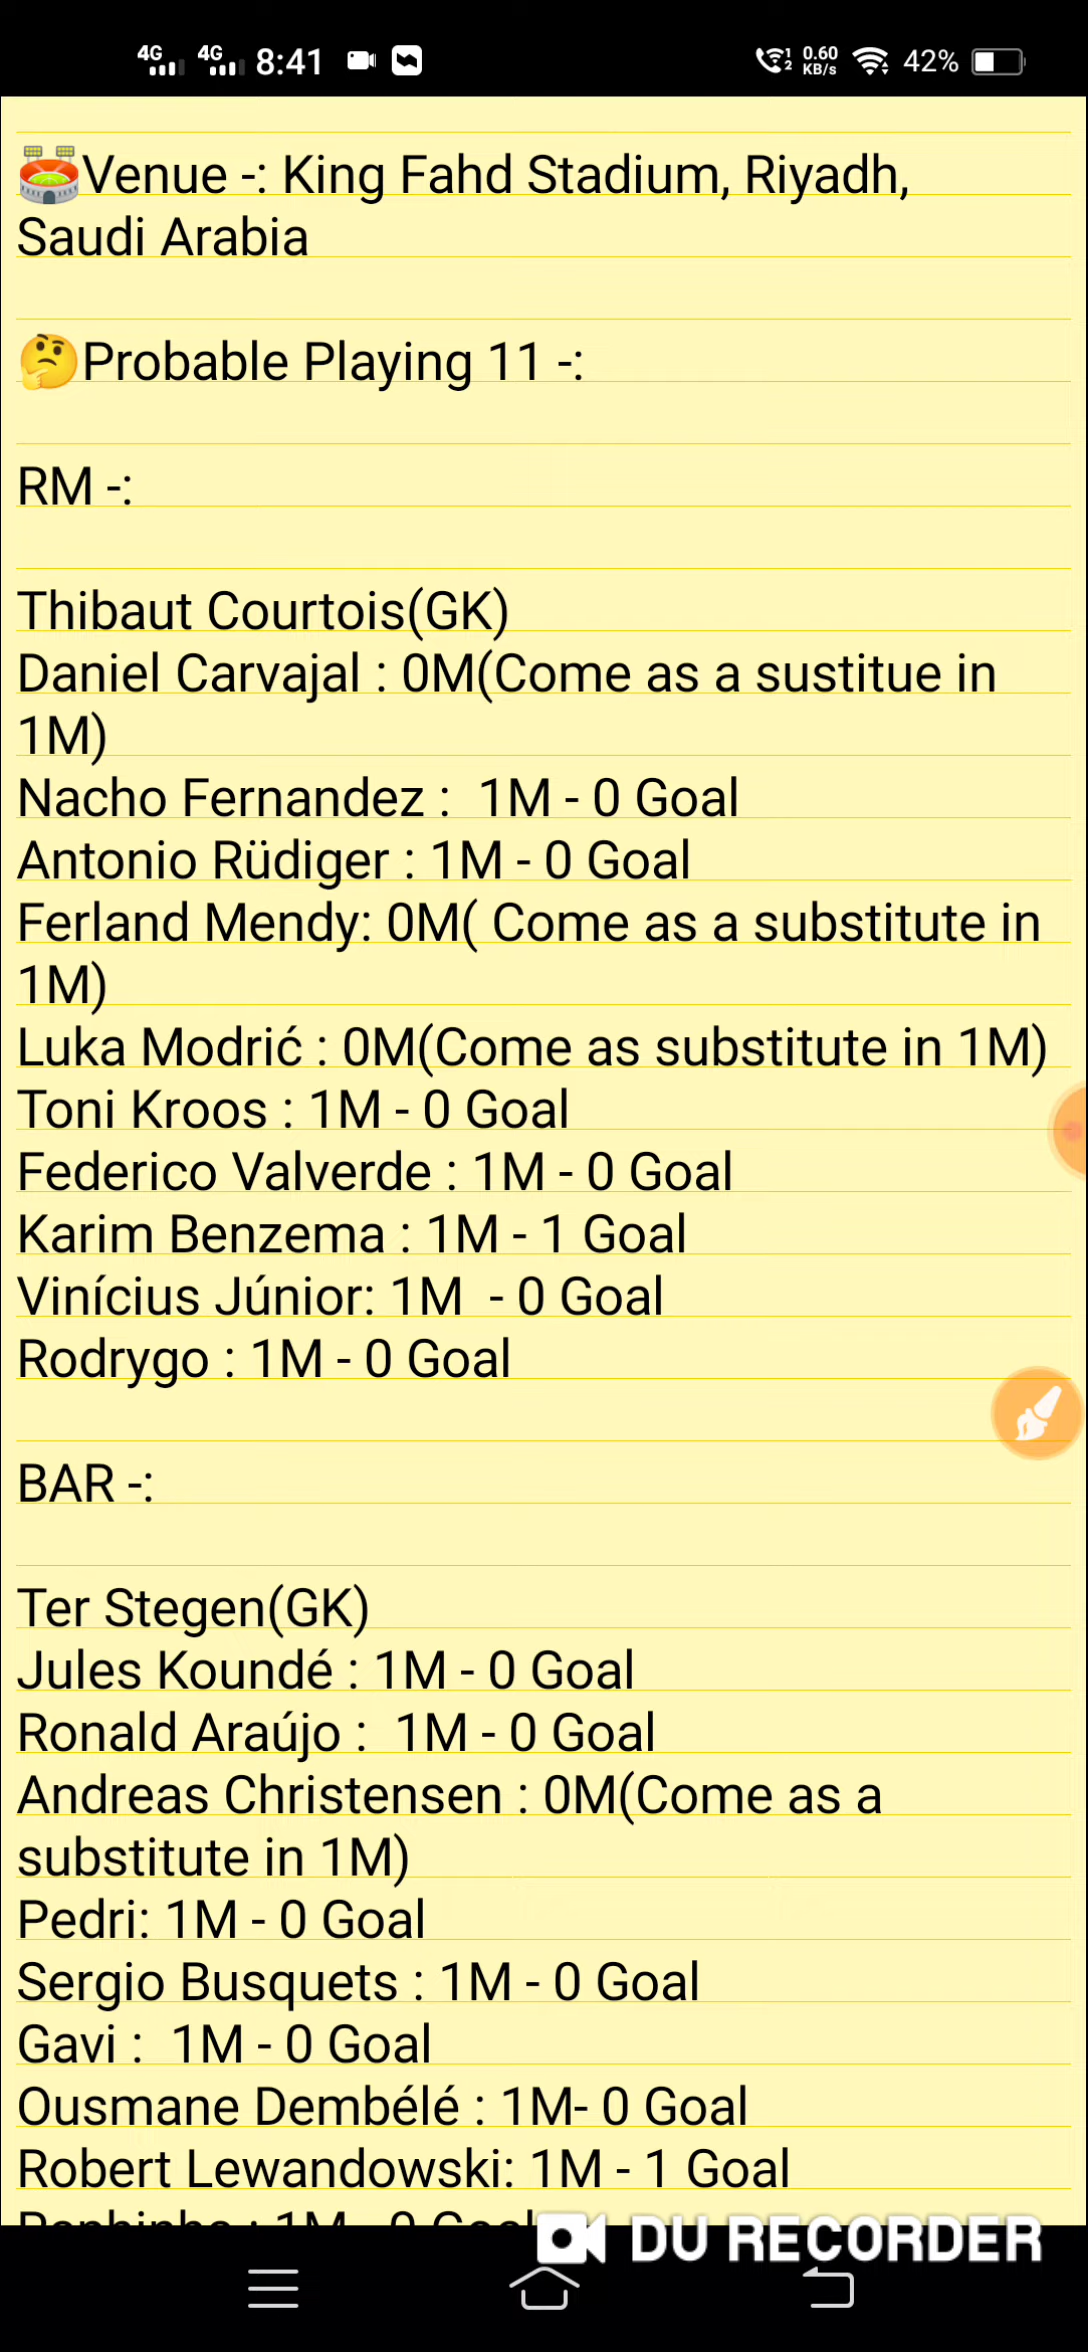 4G 4G 8:41 0.60 KB/s 42%
🏟Venue -: King Fahd Stadium, Riyadh,
Saudi Arabia
🤔Probable Playing 11 -:
RM -:
Thibaut Courtois(GK)
Daniel Carvajal : 0M(Come as a sustitue in
1M)
Nacho Fernandez :  1M - 0 Goal
Antonio Rüdiger : 1M - 0 Goal
Ferland Mendy: 0M( Come as a substitute in
1M)
Luka Modrić : 0M(Come as substitute in 1M)
Toni Kroos : 1M - 0 Goal
Federico Valverde : 1M - 0 Goal
Karim Benzema : 1M - 1 Goal
Vinícius Júnior: 1M  - 0 Goal
Rodrygo : 1M - 0 Goal
BAR -:
Ter Stegen(GK)
Jules Koundé : 1M - 0 Goal
Ronald Araújo :  1M - 0 Goal
Andreas Christensen : 0M(Come as a
substitute in 1M)
Pedri: 1M - 0 Goal
Sergio Busquets : 1M - 0 Goal
Gavi :  1M - 0 Goal
Ousmane Dembélé : 1M- 0 Goal
Robert Lewandowski: 1M - 1 Goal
DU RECORDER